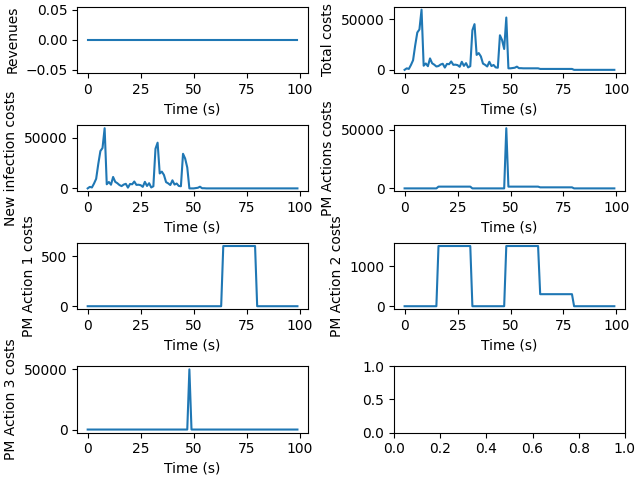 Revenues
0.05
0.00
−0.05
0 25 50 75 100
Time (s)
Total costs
50000
0
0 25 50 75 100
Time (s)
New infection costs
50000
0
0 25 50 75 100
Time (s)
PM Actions costs
50000
0
0 25 50 75 100
Time (s)
PM Action 1 costs
500
0
0 25 50 75 100
Time (s)
PM Action 2 costs
1000
0
0 25 50 75 100
Time (s)
PM Action 3 costs
50000
0
0 25 50 75 100
Time (s)
1.0
0.5
0.0
0.0 0.2 0.4 0.6 0.8 1.0